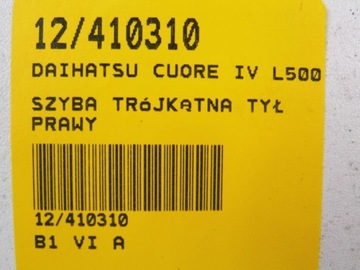 12/410310
DAIHATSU CUORE IV L500
SZYBA TRóJKąTNA TYŁ
PRAWY
12/410310
B1 VI A